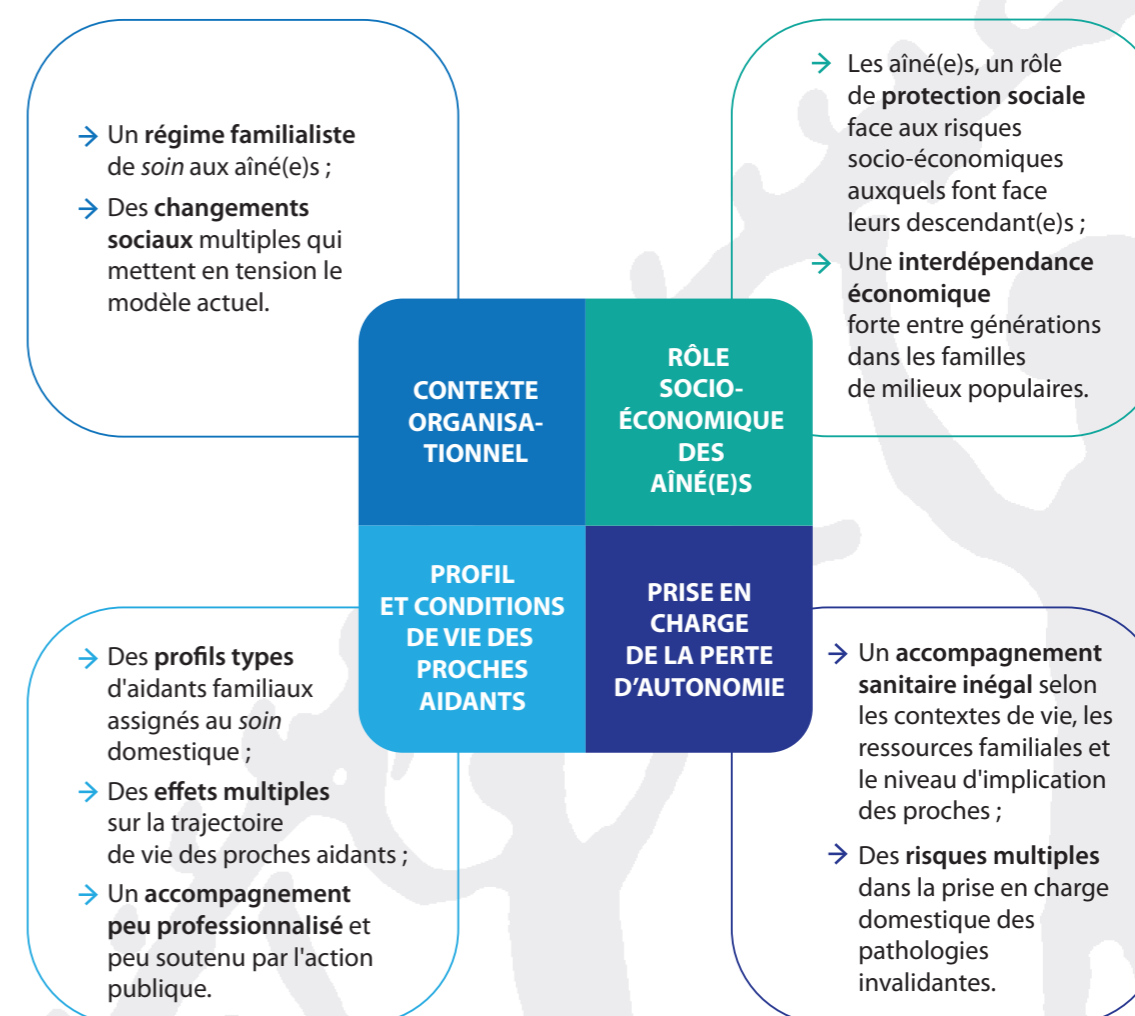 → Un régime familialiste
de soin aux aîné(e)s ;
→ Des changements
sociaux multiples qui
mettent en tension le
modèle actuel.
→ Les aîné(e)s, un rôle
de protection sociale
face aux risques
socio-économiques
auxquels font face
leurs descendant(e)s ;
→ Une interdépendance
économique
forte entre générations
dans les familles
de milieux populaires.
CONTEXTE
ORGANISA-
TIONNEL
RÔLE
SOCIO-
ÉCONOMIQUE
DES
AÎNÉ(E)S
PROFIL
ET CONDITIONS
DE VIE DES
PROCHES
AIDANTS
PRISE EN
CHARGE
DE LA PERTE
D'AUTONOMIE
→ Des profils types
d'aidants familiaux
assignés au soin
domestique ;
→ Des effets multiples
sur la trajectoire
de vie des proches aidants ;
→ Un accompagnement
peu professionnalisé et
peu soutenu par l'action
publique.
→ Un accompagnement
sanitaire inégal selon
les contextes de vie, les
ressources familiales et
le niveau d'implication
des proches ;
→ Des risques multiples
dans la prise en charge
domestique des
pathologies
invalidantes.